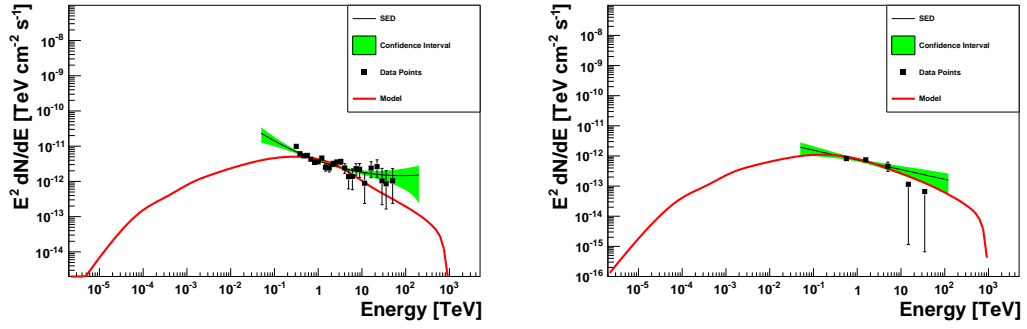 E² dN/dE [TeV cm⁻² s⁻¹]
10⁻⁸
10⁻⁹
10⁻¹⁰
10⁻¹¹
10⁻¹²
10⁻¹³
10⁻¹⁴
SED
Confidence Interval
Data Points
Model
10⁻⁵ 10⁻⁴ 10⁻³ 10⁻² 10⁻¹ 1 10 10² 10³
Energy [TeV]
E² dN/dE [TeV cm⁻² s⁻¹]
10⁻⁸
10⁻⁹
10⁻¹⁰
10⁻¹¹
10⁻¹²
10⁻¹³
10⁻¹⁴
10⁻¹⁵
10⁻¹⁶
SED
Confidence Interval
Data Points
Model
10⁻⁵ 10⁻⁴ 10⁻³ 10⁻² 10⁻¹ 1 10 10² 10³
Energy [TeV]